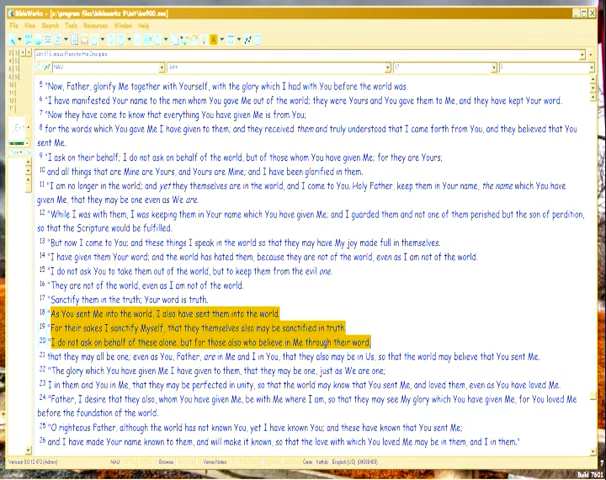 BibleWorks - [c:\program files\bibleworks 9\init\bw900.swc]
File View Search Tools Resources Window Help
John 17:5 Jesus Prays for His Disciples
NAU John 17 5
5 "Now, Father, glorify Me together with Yourself, with the glory which I had with You before the world was.
6 "I have manifested Your name to the men whom You gave Me out of the world; they were Yours and You gave them to Me, and they have kept Your word.
7 "Now they have come to know that everything You have given Me is from You;
8 for the words which You gave Me I have given to them; and they received them and truly understood that I came forth from You, and they believed that You
sent Me.
9 "I ask on their behalf; I do not ask on behalf of the world, but of those whom You have given Me; for they are Yours;
10 and all things that are Mine are Yours, and Yours are Mine; and I have been glorified in them.
11 "I am no longer in the world; and yet they themselves are in the world, and I come to You. Holy Father, keep them in Your name, the name which You have
given Me, that they may be one even as We are.
12 "While I was with them, I was keeping them in Your name which You have given Me; and I guarded them and not one of them perished but the son of perdition,
so that the Scripture would be fulfilled.
13 "But now I come to You; and these things I speak in the world so that they may have My joy made full in themselves.
14 "I have given them Your word; and the world has hated them, because they are not of the world, even as I am not of the world.
15 "I do not ask You to take them out of the world, but to keep them from the evil one.
16 "They are not of the world, even as I am not of the world.
17 "Sanctify them in the truth; Your word is truth.
18 "As You sent Me into the world, I also have sent them into the world.
19 "For their sakes I sanctify Myself, that they themselves also may be sanctified in truth.
20 "I do not ask on behalf of these alone, but for those also who believe in Me through their word;
21 that they may all be one; even as You, Father, are in Me and I in You, that they also may be in Us, so that the world may believe that You sent Me.
22 "The glory which You have given Me I have given to them, that they may be one, just as We are one;
23 I in them and You in Me, that they may be perfected in unity, so that the world may know that You sent Me, and loved them, even as You have loved Me.
24 "Father, I desire that they also, whom You have given Me, be with Me where I am, so that they may see My glory which You have given Me, for You loved Me
before the foundation of the world.
25 "O righteous Father, although the world has not known You, yet I have known You; and these have known that You sent Me;
26 and I have made Your name known to them, and will make it known, so that the love with which You loved Me may be in them, and I in them."
NAU Browse Verse Notes English (US)
Build 7601